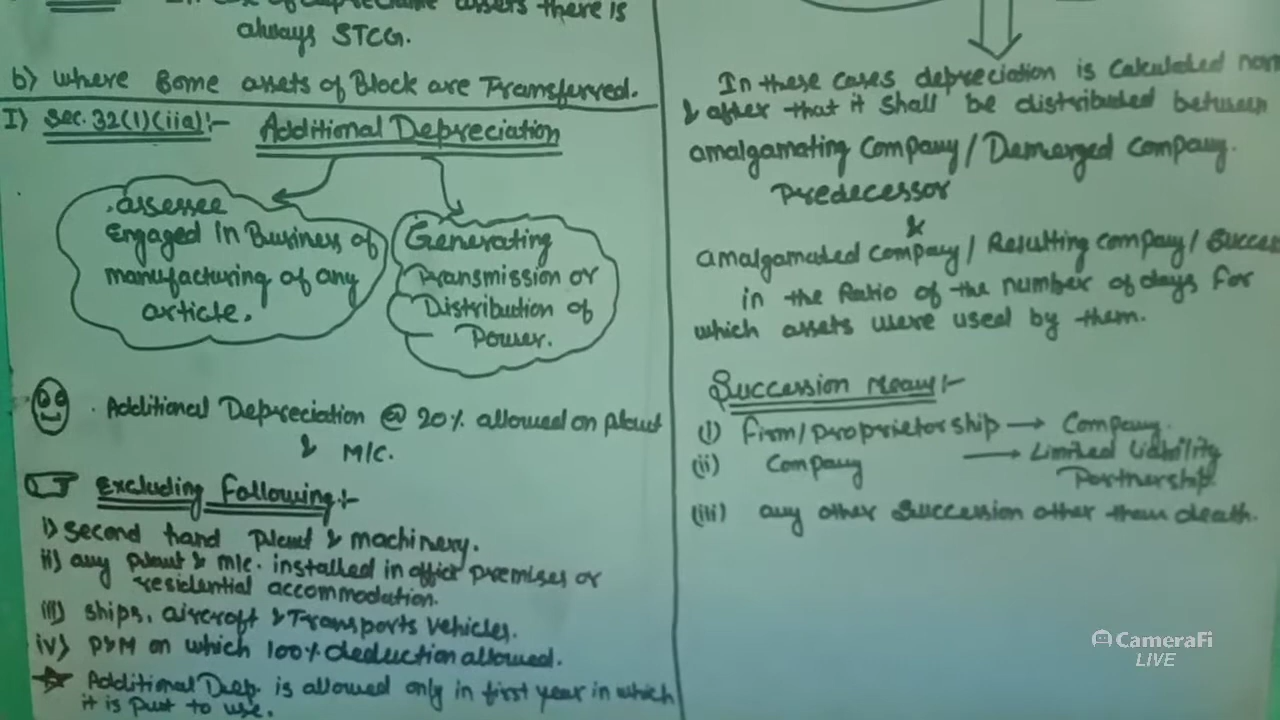 always STCG.
b) where Some assets of Block are Transferred.
I) Sec. 32(1)(iia):- Additional Depreciation
assessee
Engaged In Business of
manufacturing of any
article.
Generating
Transmission or
Distribution of
Power.
Additional Depreciation @ 20% allowed on plant
& M/C.
Excluding Following:-
i) Second hand plant & machinery.
ii) any plant & M/c. installed in office premises or
residential accommodation.
iii) ships, aircraft & Transports vehicles.
iv) P&M on which 100% deduction allowed.
Additional Dep. is allowed only in first year in which
it is put to use.
In these cases depreciation is calculated
& after that it shall be distributed between
amalgamating Company / Demerged company.
Predecessor
&
amalgamated company / Resulting company /
in the Ratio of the number of days for
which assets were used by them.
Succession Means:-
(i) Firm/proprietorship → Company.
(ii) Company → Limited liability
Partnership.
(iii) any other Succession other than death.
CameraFi
LIVE